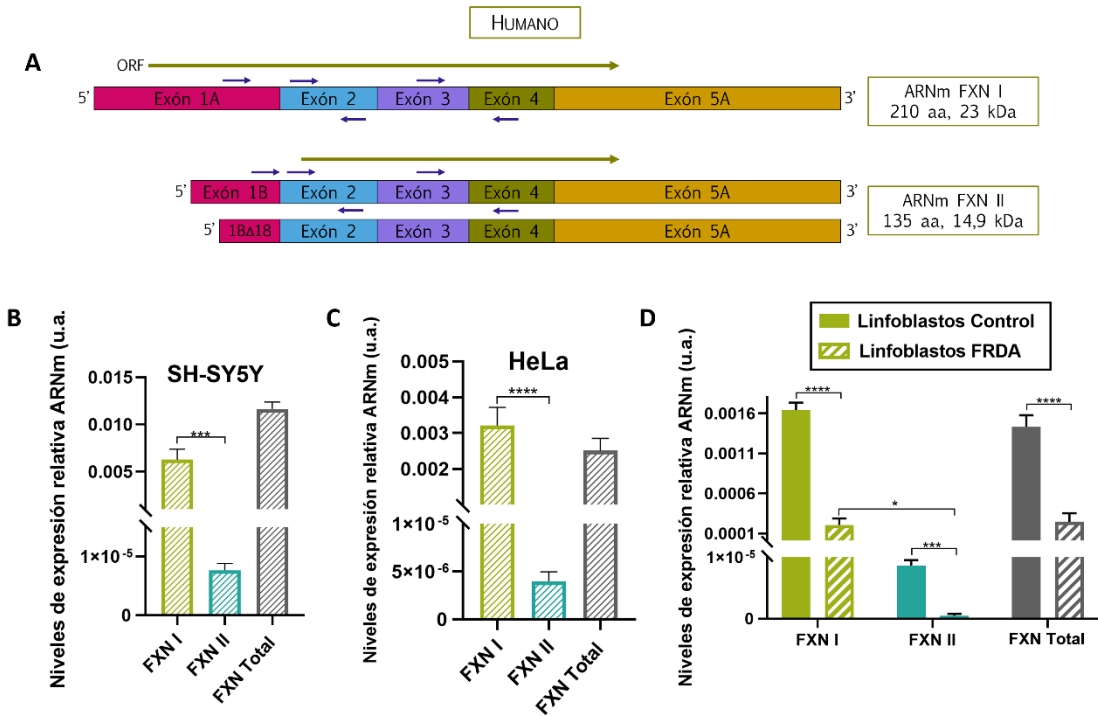 HUMANO
A
ORF
5' Exón 1A Exón 2 Exón 3 Exón 4 Exón 5A 3'
ARNm FXN I
210 aa, 23 kDa
5' Exón 1B Exón 2 Exón 3 Exón 4 Exón 5A 3'
5' 1BΔ18 Exón 2 Exón 3 Exón 4 Exón 5A 3'
ARNm FXN II
135 aa, 14,9 kDa
B
Niveles de expresión relativa ARNm (u.a.)
SH-SY5Y
0.015
0.010
0.005
1×10-5
0
***
FXN I
FXN II
FXN Total
C
Niveles de expresión relativa ARNm (u.a.)
HeLa
0.005
0.004
0.003
0.002
1×10-5
5×10-6
0
****
FXN I
FXN II
FXN Total
D
Linfoblastos Control
Linfoblastos FRDA
Niveles de expresión relativa ARNm (u.a.)
0.0016
0.0011
0.0006
0.0001
1×10-5
0
****
*
***
****
FXN I
FXN II
FXN Total